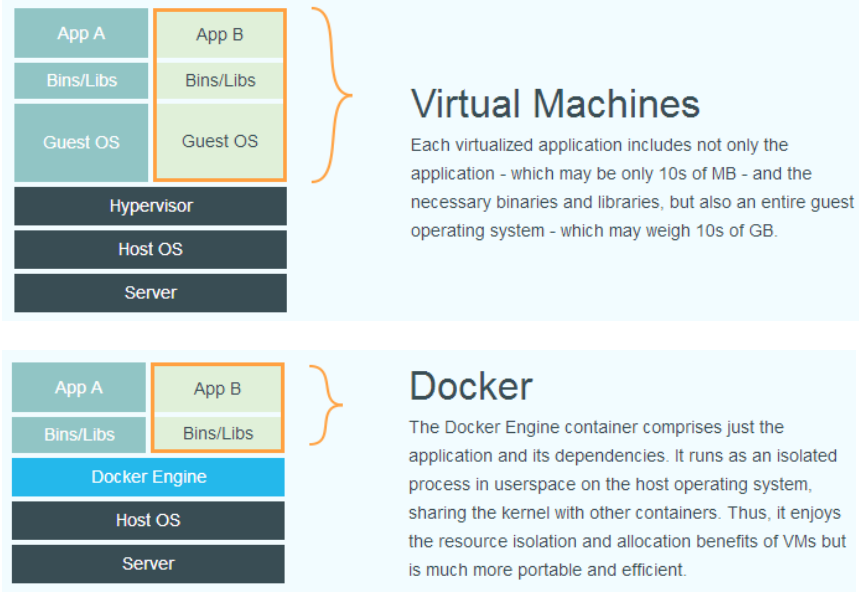 App A
App B
Bins/Libs
Bins/Libs
Guest OS
Guest OS
Hypervisor
Host OS
Server
Virtual Machines
Each virtualized application includes not only the
application - which may be only 10s of MB - and the
necessary binaries and libraries, but also an entire guest
operating system - which may weigh 10s of GB.
App A
App B
Bins/Libs
Bins/Libs
Docker Engine
Host OS
Server
Docker
The Docker Engine container comprises just the
application and its dependencies. It runs as an isolated
process in userspace on the host operating system,
sharing the kernel with other containers. Thus, it enjoys
the resource isolation and allocation benefits of VMs but
is much more portable and efficient.